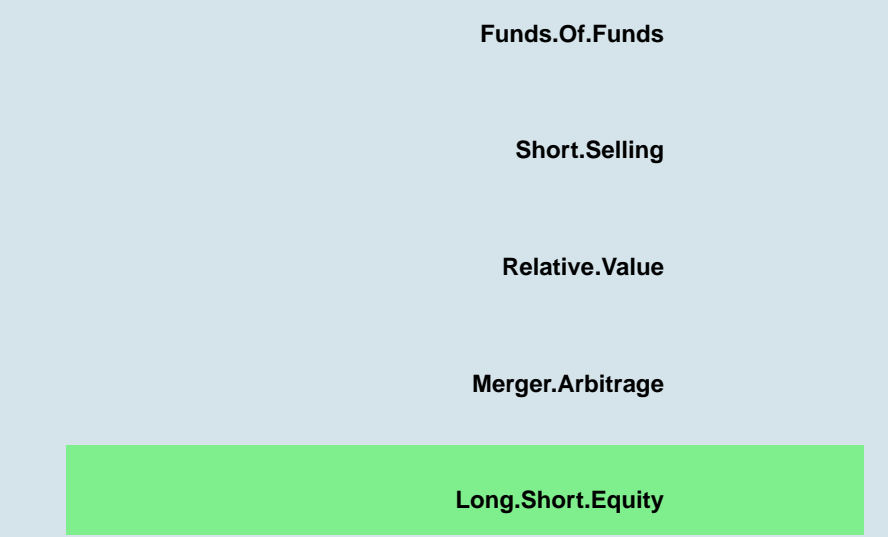 Funds.Of.Funds
Short.Selling
Relative.Value
Merger.Arbitrage
Long.Short.Equity